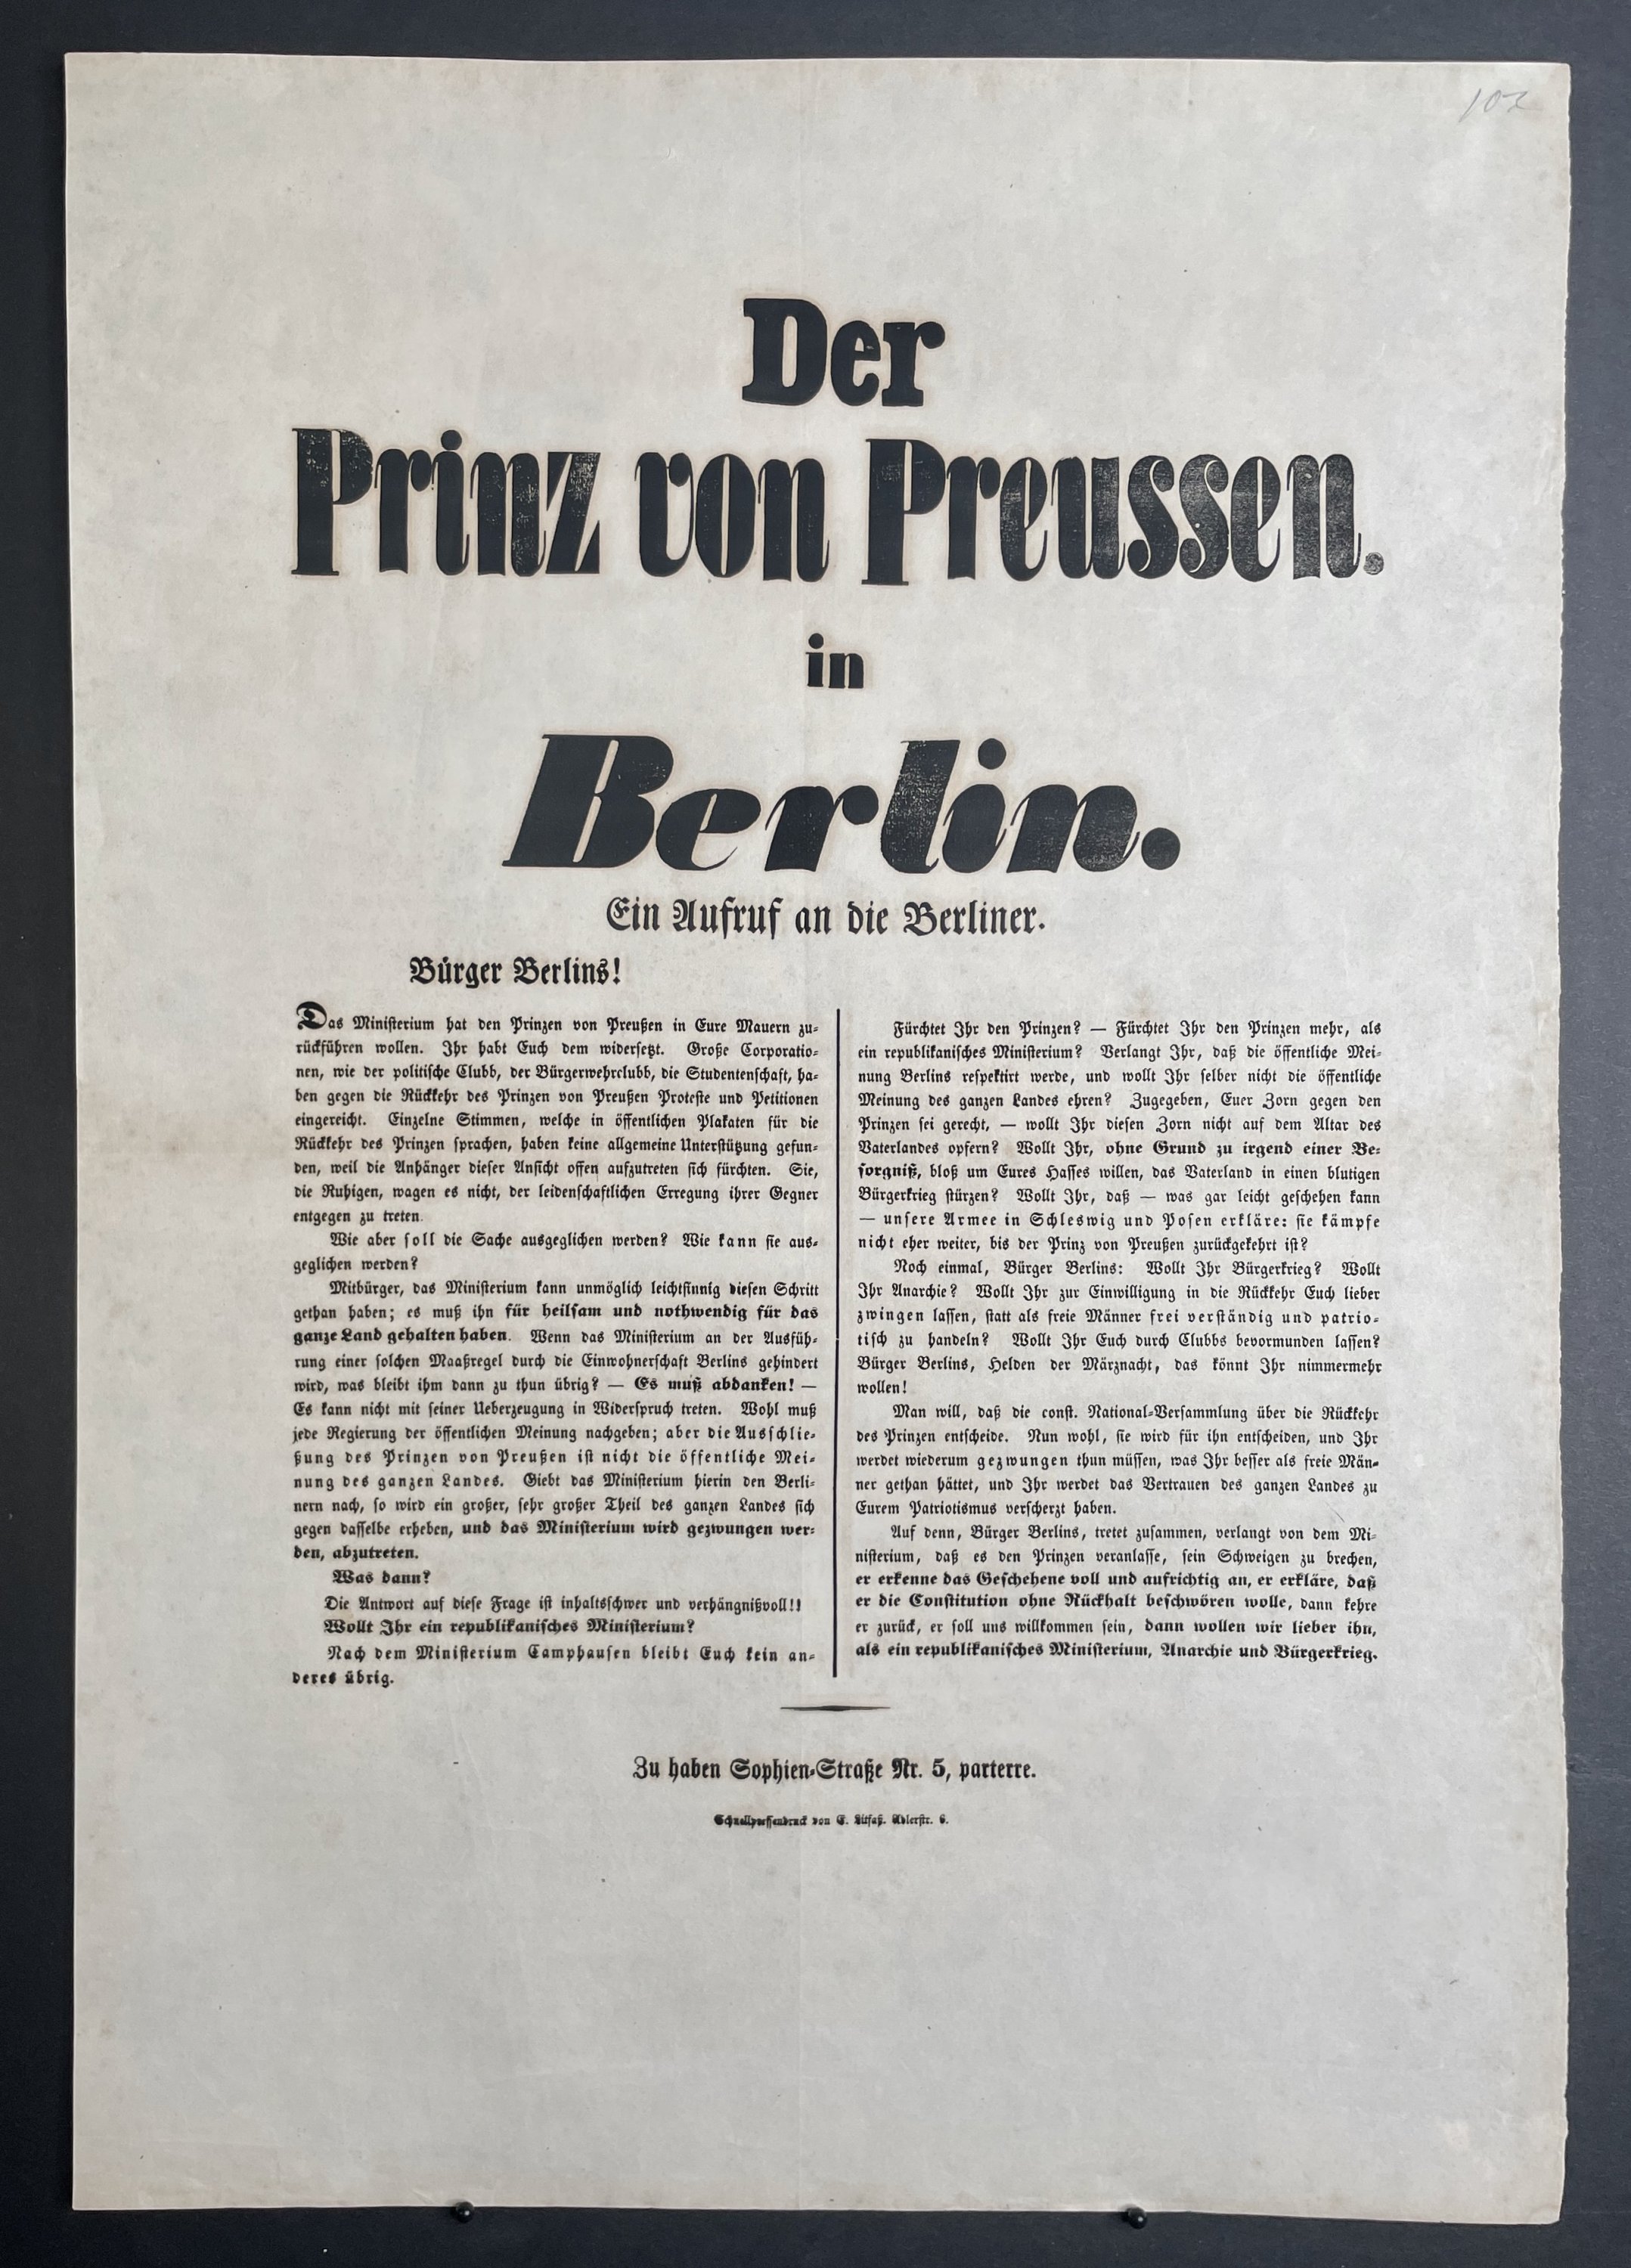 102
Der
Prinz von Preussen.
in
Berlin.
Ein Aufruf an die Berliner.
Bürger Berlins!
Das Ministerium hat den Prinzen von Preußen in Eure Mauern zu-
rückführen wollen. Ihr habt Euch dem widersetzt. Große Corporatio-
nen, wie der politische Clubb, der Bürgerwehrclubb, die Studentenschaft, ha-
ben gegen die Rückkehr des Prinzen von Preußen Proteste und Petitionen
eingereicht. Einzelne Stimmen, welche in öffentlichen Plakaten für die
Rückkehr des Prinzen sprachen, haben keine allgemeine Unterstützung gefun-
den, weil die Anhänger dieser Ansicht offen aufzutreten sich fürchten. Sie,
die Ruhigen, wagen es nicht, der leidenschaftlichen Erregung ihrer Gegner
entgegen zu treten.
Wie aber soll die Sache ausgeglichen werden? Wie kann sie aus-
geglichen werden?
Mitbürger, das Ministerium kann unmöglich leichtsinnig diesen Schritt
gethan haben; es muß ihn für heilsam und nothwendig für das
ganze Land gehalten haben. Wenn das Ministerium an der Ausfüh-
rung einer solchen Maaßregel durch die Einwohnerschaft Berlins gehindert
wird, was bleibt ihm dann zu thun übrig? — Es muß abdanken! —
Es kann nicht mit seiner Ueberzeugung in Widerspruch treten. Wohl muß
jede Regierung der öffentlichen Meinung nachgeben; aber die Ausschlie-
ßung des Prinzen von Preußen ist nicht die öffentliche Mei-
nung des ganzen Landes. Giebt das Ministerium hierin den Berli-
nern nach, so wird ein großer, sehr großer Theil des ganzen Landes sich
gegen dasselbe erheben, und das Ministerium wird gezwungen wer-
den, abzutreten.
Was dann?
Die Antwort auf diese Frage ist inhaltsschwer und verhängnißvoll!!
Wollt Ihr ein republikanisches Ministerium?
Nach dem Ministerium Camphausen bleibt Euch kein an-
deres übrig.
Fürchtet Ihr den Prinzen? — Fürchtet Ihr den Prinzen mehr, als
ein republikanisches Ministerium? Verlangt Ihr, daß die öffentliche Mei-
nung Berlins respektirt werde, und wollt Ihr selber nicht die öffentliche
Meinung des ganzen Landes ehren? Zugegeben, Euer Zorn gegen den
Prinzen sei gerecht, — wollt Ihr diesen Zorn nicht auf dem Altar des
Vaterlandes opfern? Wollt Ihr, ohne Grund zu irgend einer Be-
sorgniß, bloß um Eures Hasses willen, das Vaterland in einen blutigen
Bürgerkrieg stürzen? Wollt Ihr, daß — was gar leicht geschehen kann
— unsere Armee in Schleswig und Posen erkläre: sie kämpfe
nicht eher weiter, bis der Prinz von Preußen zurückgekehrt ist?
Noch einmal, Bürger Berlins: Wollt Ihr Bürgerkrieg? Wollt
Ihr Anarchie? Wollt Ihr zur Einwilligung in die Rückkehr Euch lieber
zwingen lassen, statt als freie Männer frei verständig und patrio-
tisch zu handeln? Wollt Ihr Euch durch Clubbs bevormunden lassen?
Bürger Berlins, Helden der Märznacht, das könnt Ihr nimmermehr
wollen!
Man will, daß die const. National-Versammlung über die Rückkehr
des Prinzen entscheide. Nun wohl, sie wird für ihn entscheiden, und Ihr
werdet wiederum gezwungen thun müssen, was Ihr besser als freie Män-
ner gethan hättet, und Ihr werdet das Vertrauen des ganzen Landes zu
Eurem Patriotismus verscherzt haben.
Auf denn, Bürger Berlins, tretet zusammen, verlangt von dem Mi-
nisterium, daß es den Prinzen veranlasse, sein Schweigen zu brechen,
er erkenne das Geschehene voll und aufrichtig an, er erkläre, daß
er die Constitution ohne Rückhalt beschwören wolle, dann kehre
er zurück, er soll uns willkommen sein, dann wollen wir lieber ihn,
als ein republikanisches Ministerium, Anarchie und Bürgerkrieg.
Zu haben Sophien-Straße Nr. 5, parterre.
Schnellpressendruck von E. Litfaß. Adlerstr. 6.